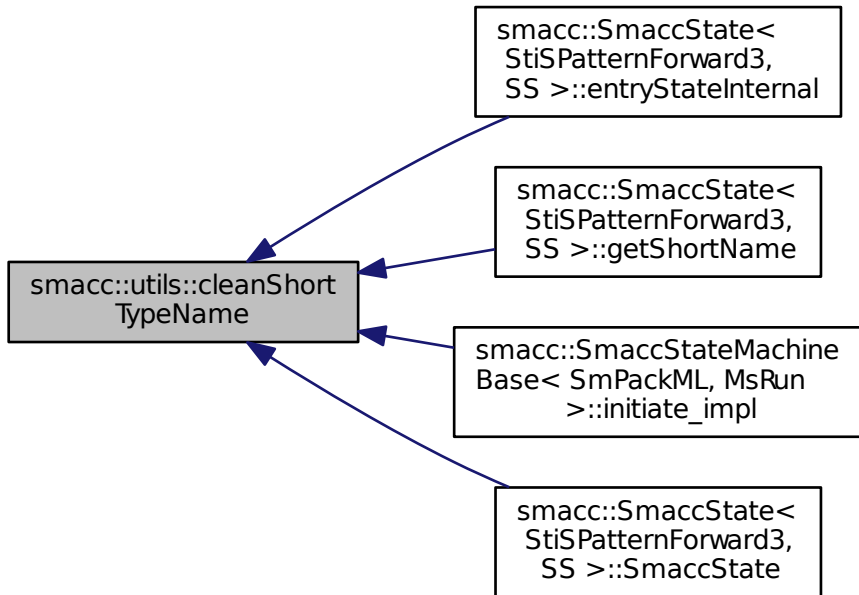 smacc::SmaccState<
StiSPatternForward3,
SS >::entryStateInternal
smacc::SmaccState<
StiSPatternForward3,
SS >::getShortName
smacc::utils::cleanShort
TypeName
smacc::SmaccStateMachine
Base< SmPackML, MsRun
>::initiate_impl
smacc::SmaccState<
StiSPatternForward3,
SS >::SmaccState